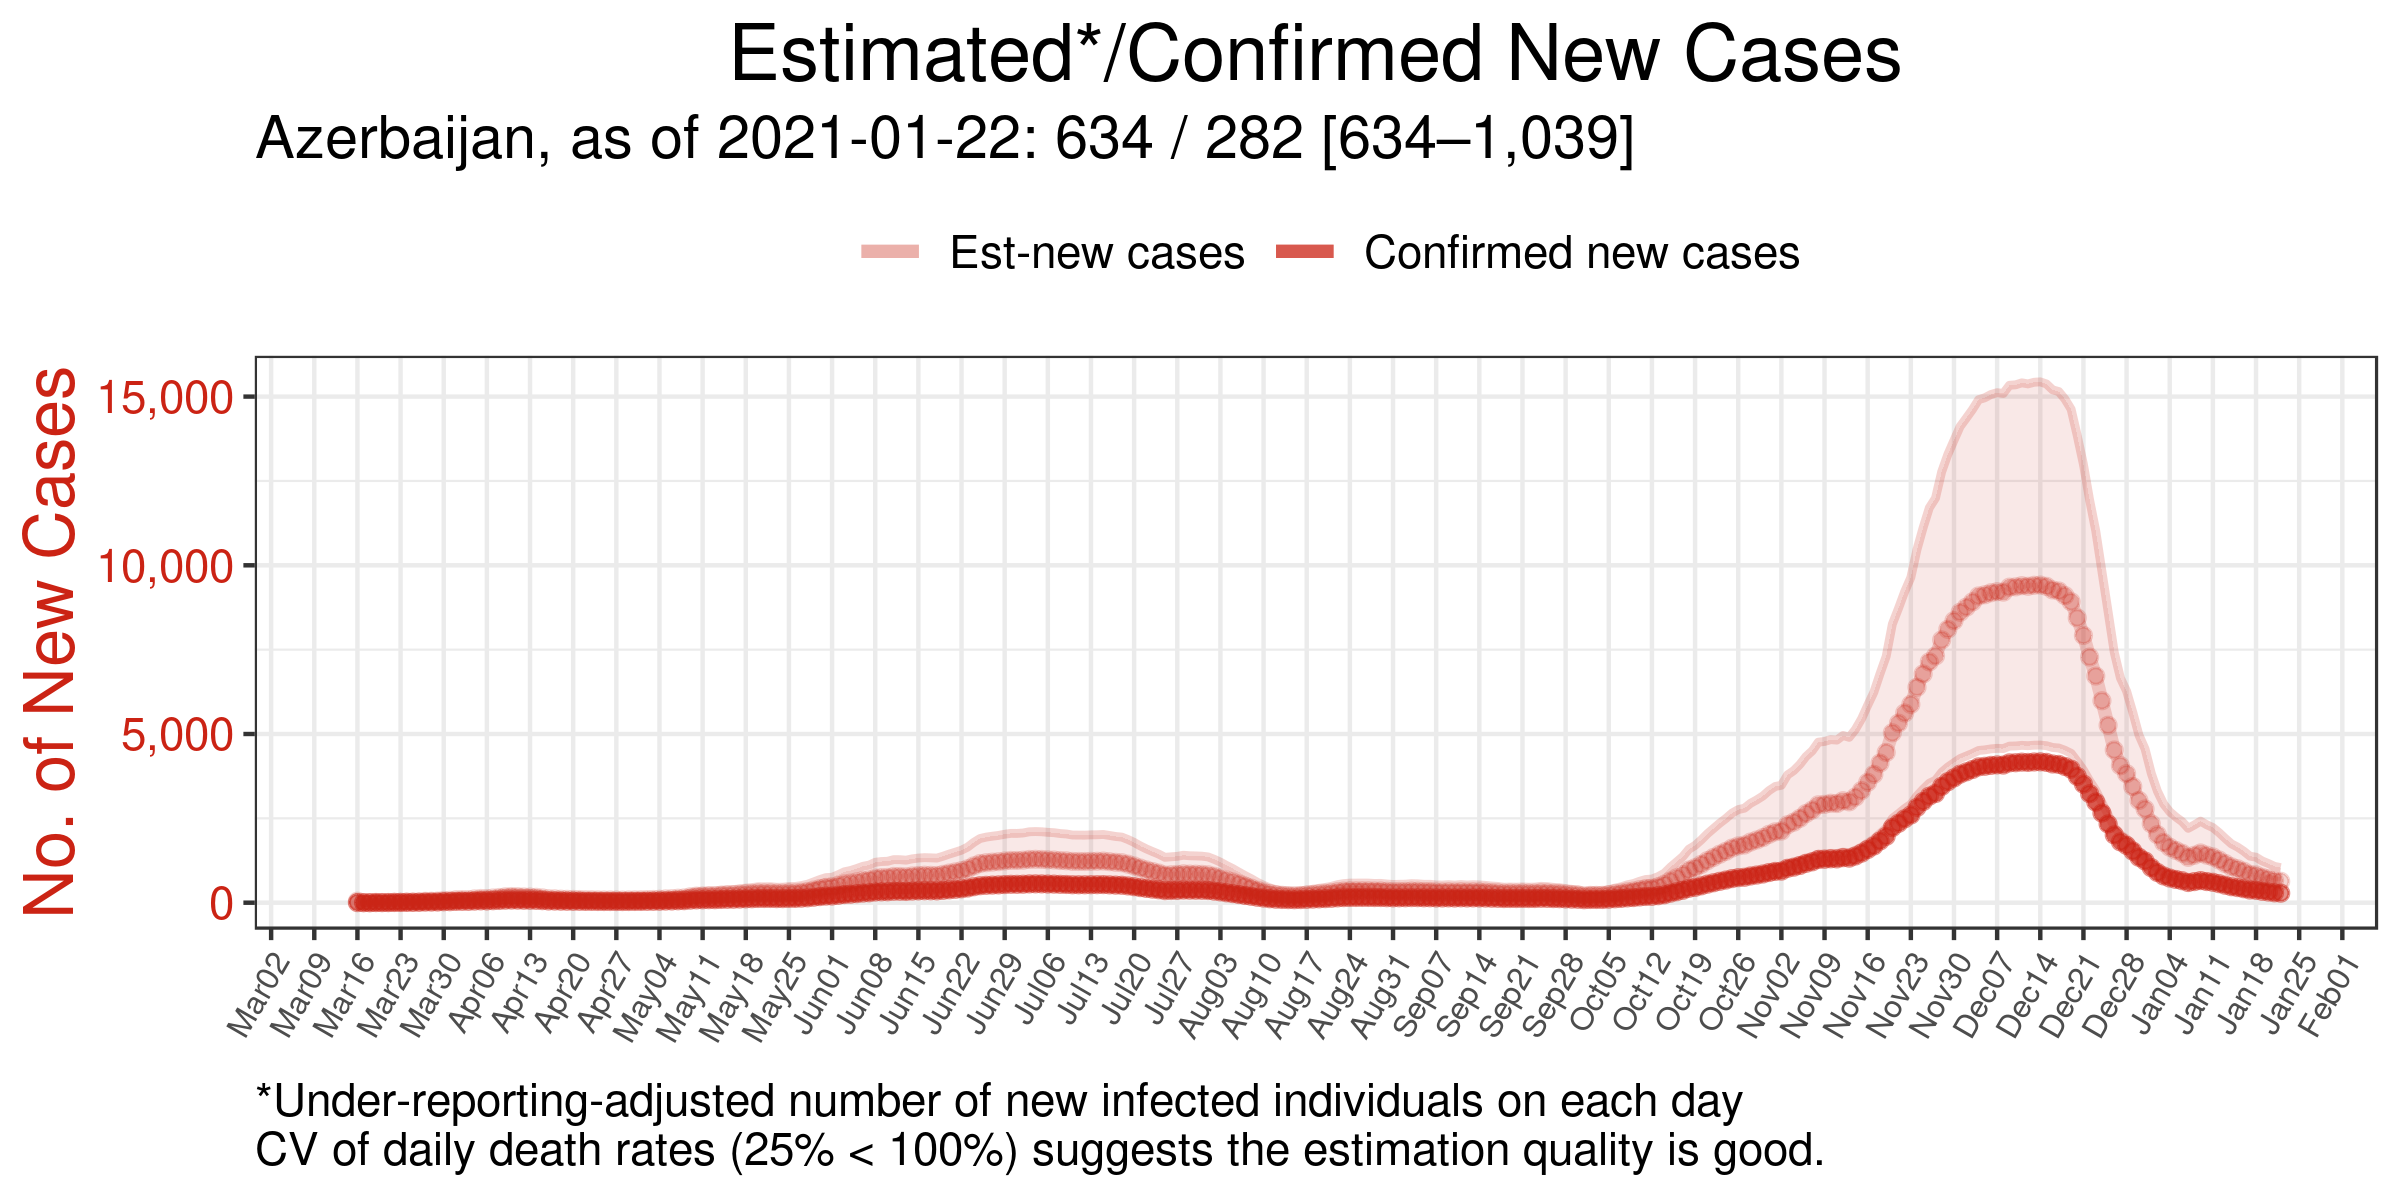 Estimated*/Confirmed New Cases
Azerbaijan, as of 2021-01-22: 634 / 282 [634–1,039]
Est-new cases
Confirmed new cases
No. of New Cases
15,000
10,000
5,000
0
Mar02
Mar09
Mar16
Mar23
Mar30
Apr06
Apr13
Apr20
Apr27
May04
May11
May18
May25
Jun01
Jun08
Jun15
Jun22
Jun29
Jul06
Jul13
Jul20
Jul27
Aug03
Aug10
Aug17
Aug24
Aug31
Sep07
Sep14
Sep21
Sep28
Oct05
Oct12
Oct19
Oct26
Nov02
Nov09
Nov16
Nov23
Nov30
Dec07
Dec14
Dec21
Dec28
Jan04
Jan11
Jan18
Jan25
Feb01
*Under-reporting-adjusted number of new infected individuals on each day
CV of daily death rates (25% < 100%) suggests the estimation quality is good.